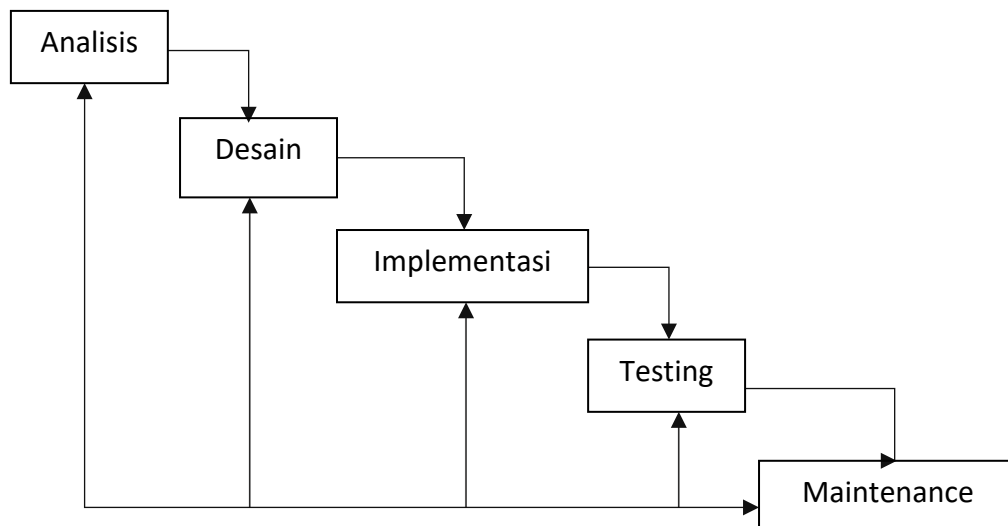 Analisis
Desain
Implementasi
Testing
Maintenance